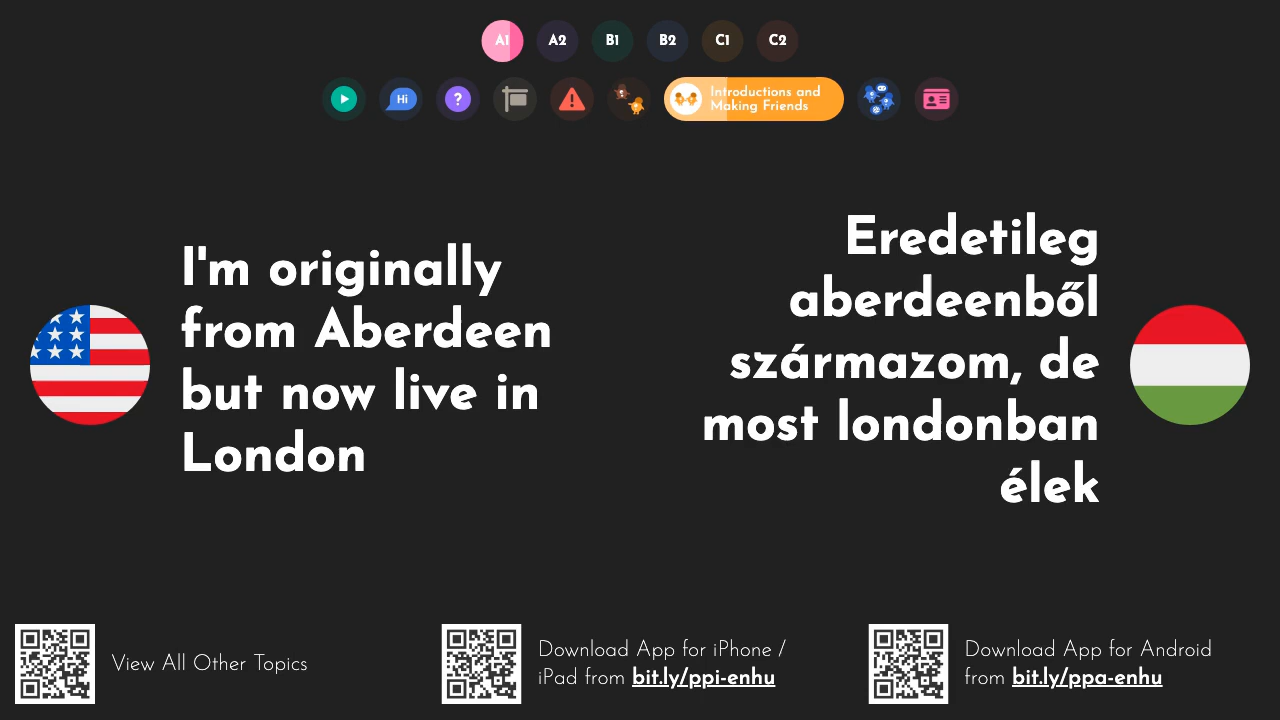 A1 A2 B1 B2 C1 C2
Hi ? Introductions and
Making Friends
I'm originally
from Aberdeen
but now live in
London
Eredetileg
aberdeenből
származom, de
most londonban
élek
View All Other Topics
Download App for iPhone /
iPad from bit.ly/ppi-enhu
Download App for Android
from bit.ly/ppa-enhu